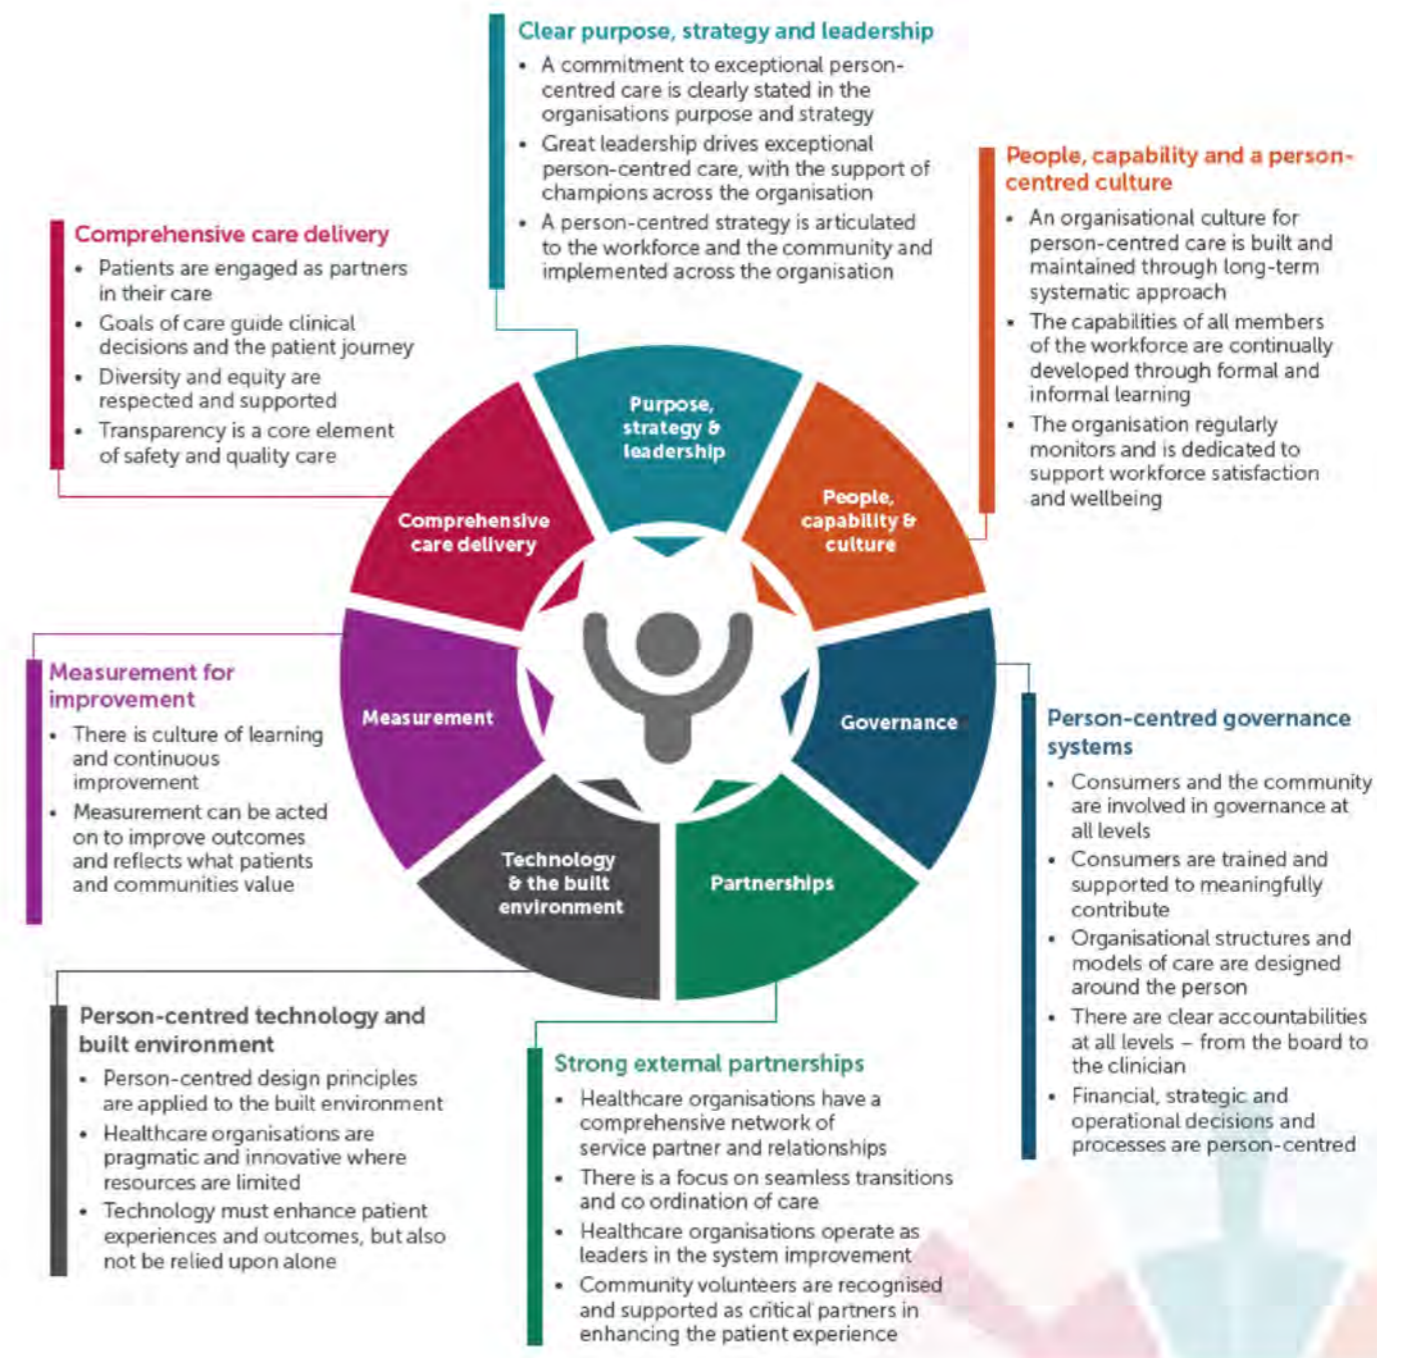 Clear purpose, strategy and leadership
• A commitment to exceptional person-
centred care is clearly stated in the
organisations purpose and strategy
• Great leadership drives exceptional
person-centred care, with the support of
champions across the organisation
• A person-centred strategy is articulated
to the workforce and the community and
implemented across the organisation
People, capability and a person-
centred culture
• An organisational culture for
person-centred care is built and
maintained through long-term
systematic approach
• The capabilities of all members
of the workforce are continually
developed through formal and
informal learning
• The organisation regularly
monitors and is dedicated to
support workforce satisfaction
and wellbeing
Comprehensive care delivery
• Patients are engaged as partners
in their care
• Goals of care guide clinical
decisions and the patient journey
• Diversity and equity are
respected and supported
• Transparency is a core element
of safety and quality care
Purpose,
strategy &
leadership
People,
capability &
culture
Comprehensive
care delivery
Measurement
Governance
Technology
& the built
environment
Partnerships
Measurement for
improvement
• There is culture of learning
and continuous
improvement
• Measurement can be acted
on to improve outcomes
and reflects what patients
and communities value
Person-centred governance
systems
• Consumers and the community
are involved in governance at
all levels
• Consumers are trained and
supported to meaningfully
contribute
• Organisational structures and
models of care are designed
around the person
• There are clear accountabilities
at all levels – from the board to
the clinician
• Financial, strategic and
operational decisions and
processes are person-centred
Person-centred technology and
built environment
• Person-centred design principles
are applied to the built environment
• Healthcare organisations are
pragmatic and innovative where
resources are limited
• Technology must enhance patient
experiences and outcomes, but also
not be relied upon alone
Strong external partnerships
• Healthcare organisations have a
comprehensive network of
service partner and relationships
• There is a focus on seamless transitions
and co ordination of care
• Healthcare organisations operate as
leaders in the system improvement
• Community volunteers are recognised
and supported as critical partners in
enhancing the patient experience